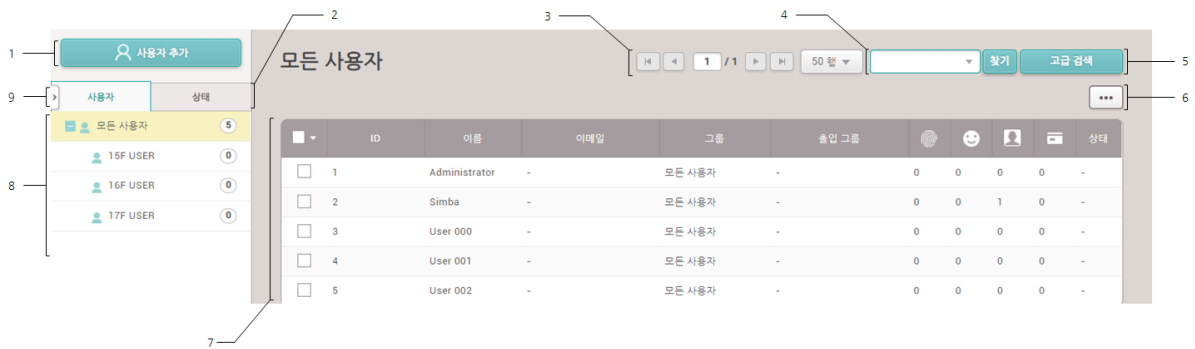 2
3
4
1
사용자 추가
모든 사용자
1 / 1
50 행
찾기
고급 검색
5
9
사용자
상태
6
8
모든 사용자 5
15F USER 0
16F USER 0
17F USER 0
ID 이름 이메일 그룹 출입 그룹 상태
1 Administrator - 모든 사용자 - 0 0 0 0 -
2 Simba - 모든 사용자 - 0 0 1 0 -
3 User 000 - 모든 사용자 - 0 0 0 0 -
4 User 001 - 모든 사용자 - 0 0 0 0 -
5 User 002 - 모든 사용자 - 0 0 0 0 -
7